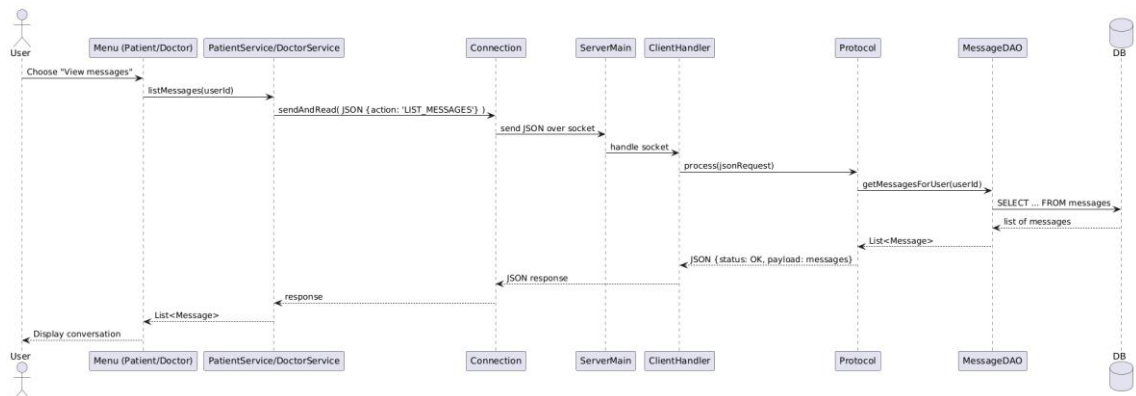 User
Menu (Patient/Doctor)
PatientService/DoctorService
Connection
ServerMain
ClientHandler
Protocol
MessageDAO
DB
Choose "View messages"
listMessages(userId)
sendAndRead( JSON {action: 'LIST_MESSAGES'} )
send JSON over socket
handle socket
process(jsonRequest)
getMessagesForUser(userId)
SELECT ... FROM messages
list of messages
List<Message>
JSON {status: OK, payload: messages}
JSON response
response
List<Message>
Display conversation
User
Menu (Patient/Doctor)
PatientService/DoctorService
Connection
ServerMain
ClientHandler
Protocol
MessageDAO
DB